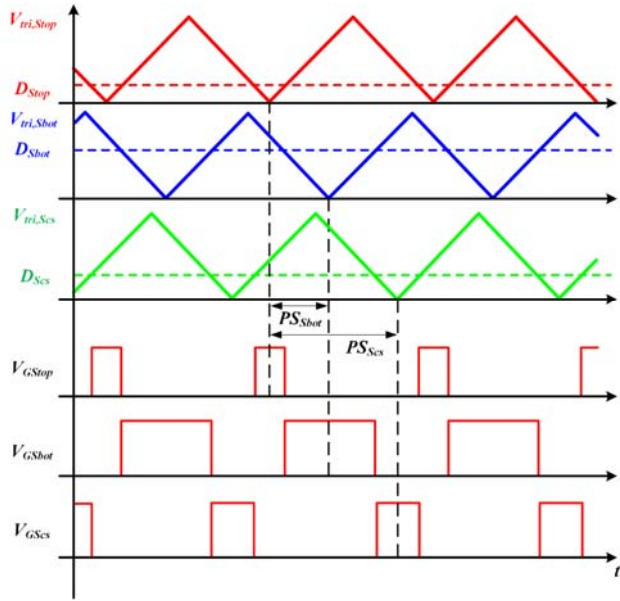 V_tri,Stop
D_Stop
V_tri,Sbot
D_Sbot
V_tri,Scs
D_Scs
PS_Sbot
PS_Scs
V_GStop
V_GSbot
V_GScs
t